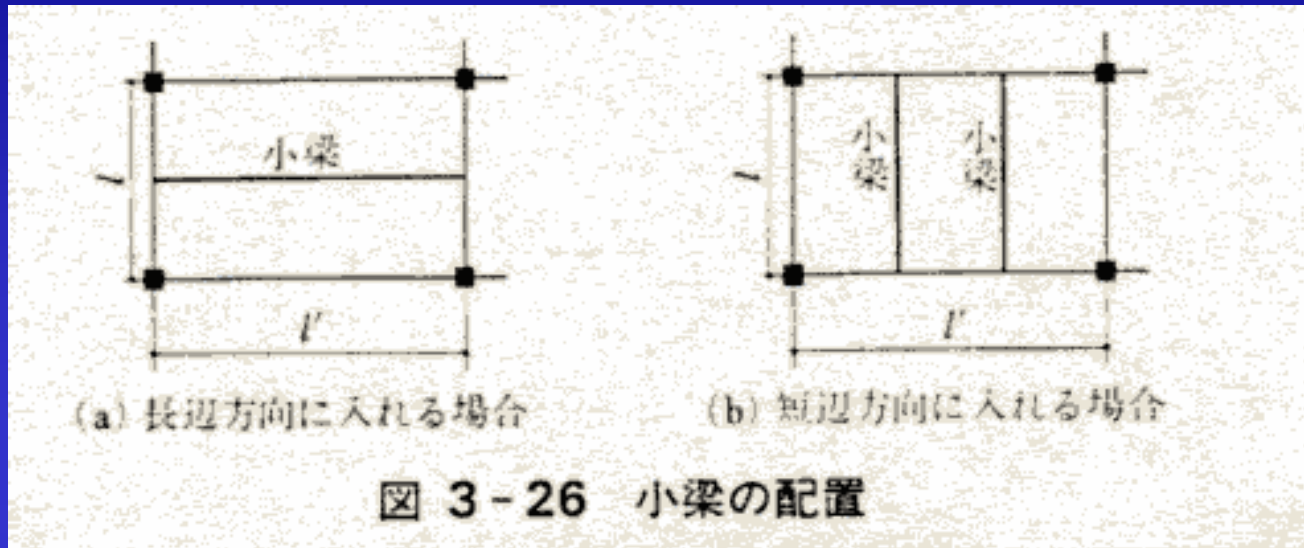 l
小梁
l'
(a) 長辺方向に入れる場合
l
小梁
小梁
l'
(b) 短辺方向に入れる場合
図 3-26 小梁の配置